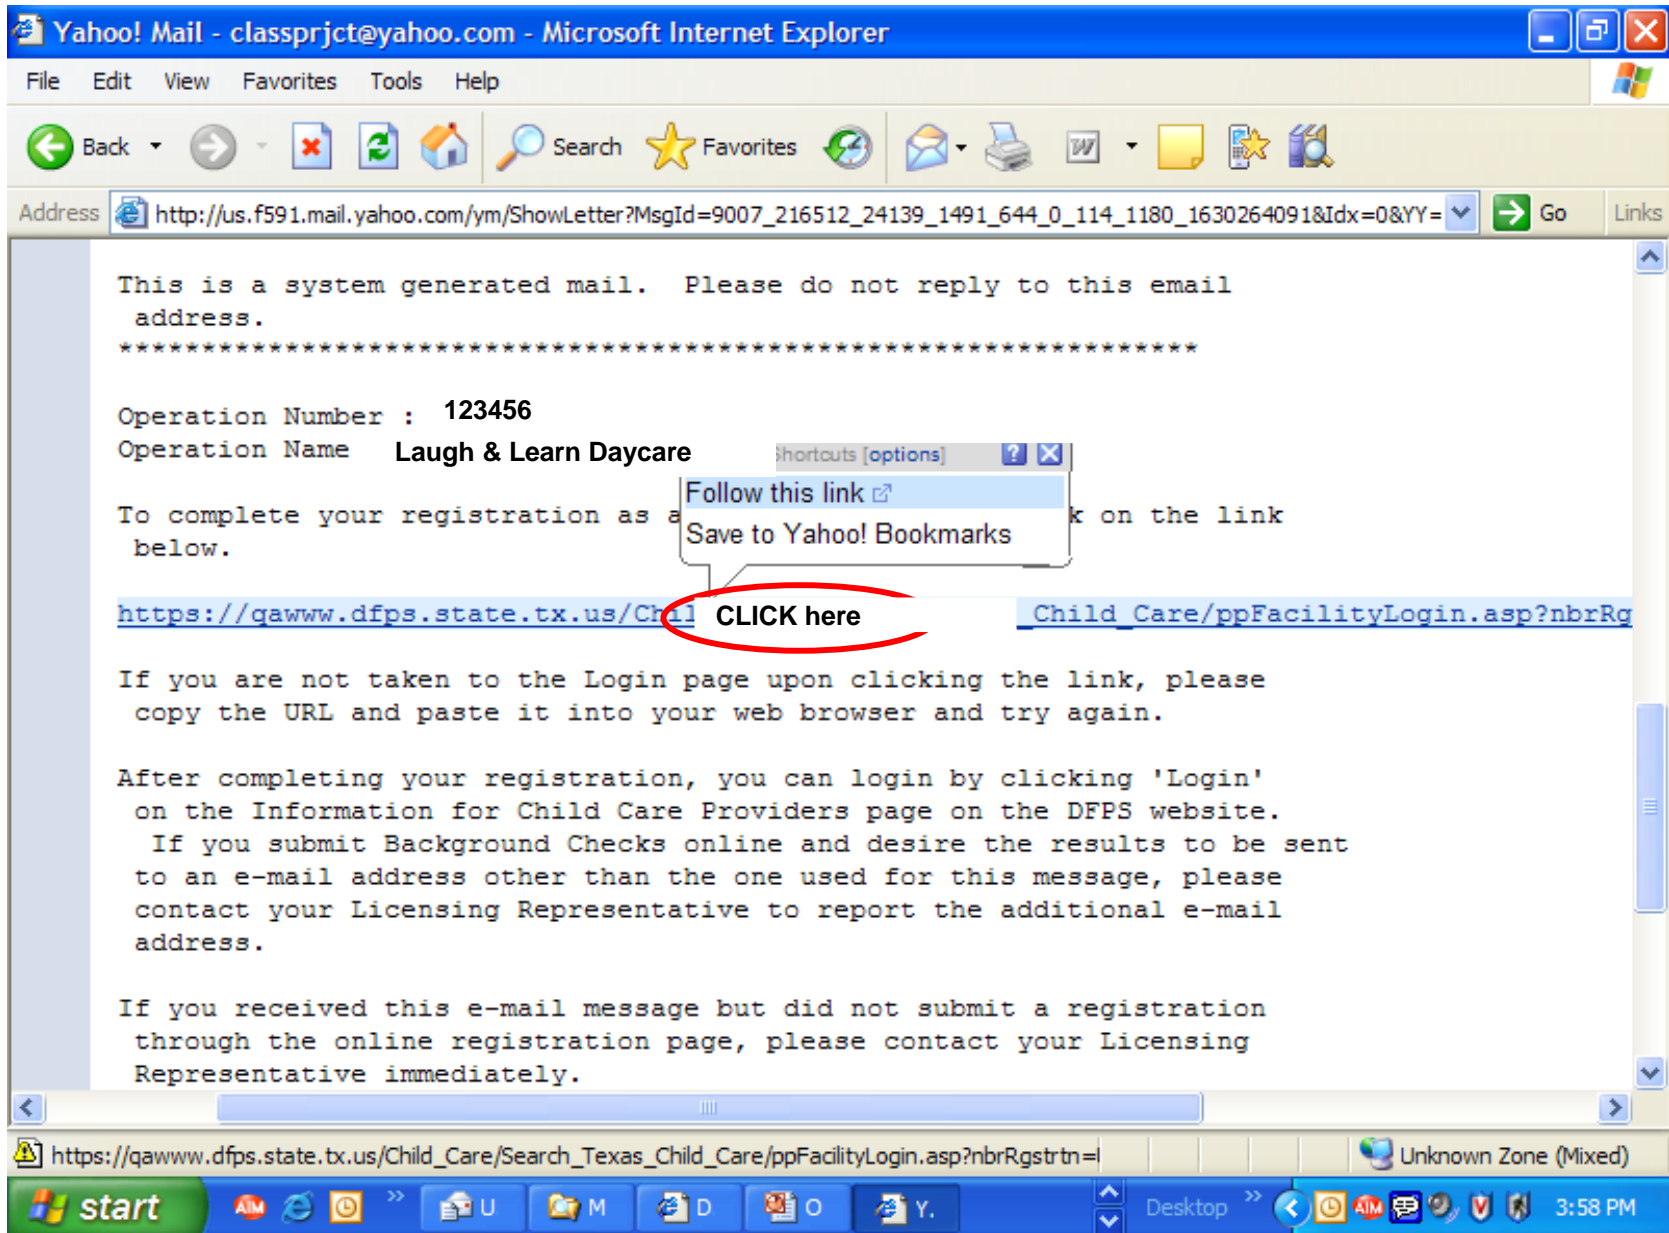 Yahoo! Mail - classprjct@yahoo.com - Microsoft Internet Explorer
File Edit View Favorites Tools Help
Back Search Favorites
Address http://us.f591.mail.yahoo.com/ym/ShowLetter?MsgId=9007_216512_24139_1491_644_0_114_1180_1630264091&Idx=0&YY= Go Links
This is a system generated mail. Please do not reply to this email
address.
*****************************************************************
Operation Number : 123456
Operation Name Laugh & Learn Daycare
Shortcuts [options]
Follow this link
Save to Yahoo! Bookmarks
To complete your registration as a k on the link
below.
https://qawww.dfps.state.tx.us/Chil CLICK here _Child_Care/ppFacilityLogin.asp?nbrRg
If you are not taken to the Login page upon clicking the link, please
copy the URL and paste it into your web browser and try again.
After completing your registration, you can login by clicking 'Login'
on the Information for Child Care Providers page on the DFPS website.
If you submit Background Checks online and desire the results to be sent
to an e-mail address other than the one used for this message, please
contact your Licensing Representative to report the additional e-mail
address.
If you received this e-mail message but did not submit a registration
through the online registration page, please contact your Licensing
Representative immediately.
https://qawww.dfps.state.tx.us/Child_Care/Search_Texas_Child_Care/ppFacilityLogin.asp?nbrRgstrtn= Unknown Zone (Mixed)
start AIM » U M D O Y. Desktop » AIM 3:58 PM